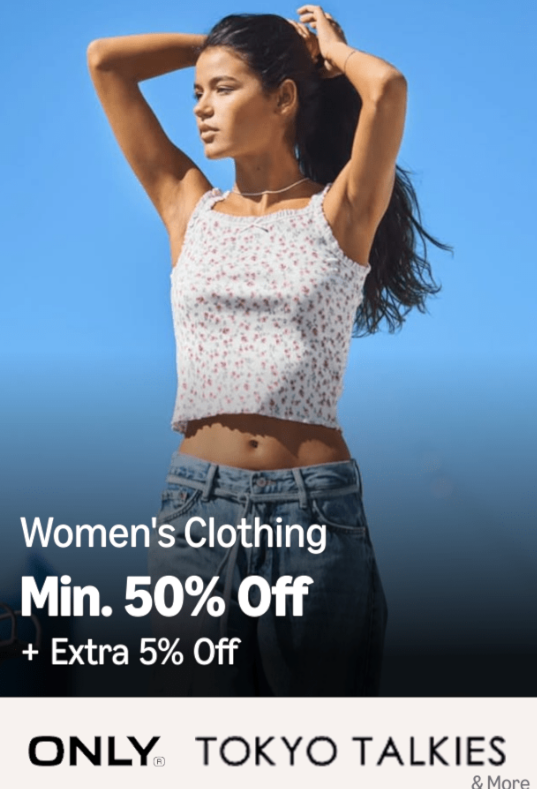 Women's Clothing
Min. 50% Off
+ Extra 5% Off
ONLY® TOKYO TALKIES
& More